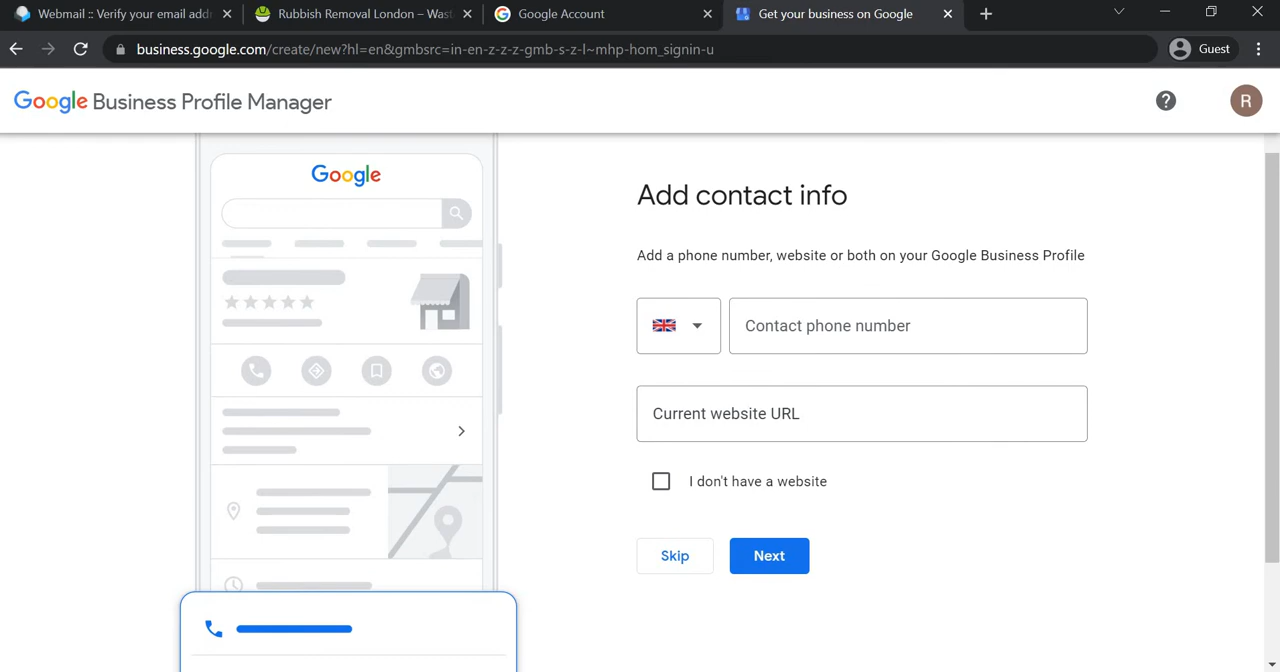 Webmail :: Verify your email addr
Rubbish Removal London – Wast
Google Account
Get your business on Google
business.google.com/create/new?hl=en&gmbsrc=in-en-z-z-z-gmb-s-z-l~mhp-hom_signin-u
Guest
Google Business Profile Manager
R
Google
Add contact info
Add a phone number, website or both on your Google Business Profile
Contact phone number
Current website URL
I don't have a website
Skip
Next